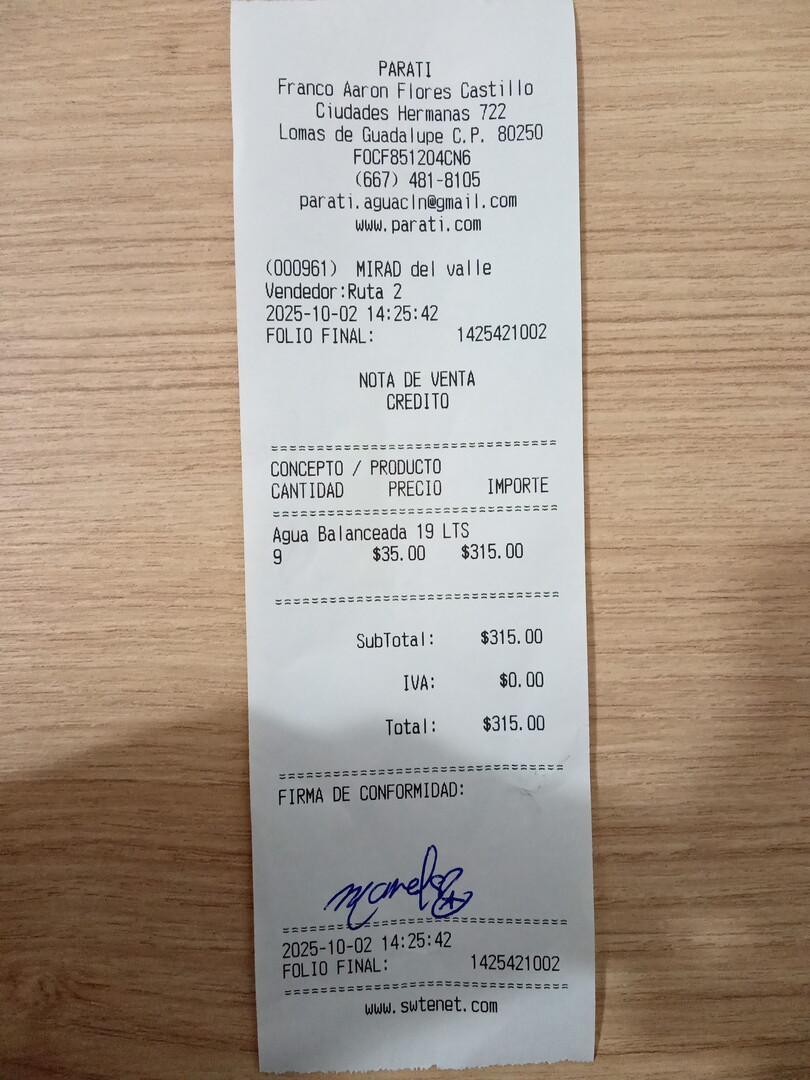 PARATI
Franco Aaron Flores Castillo
Ciudades Hermanas 722
Lomas de Guadalupe C.P. 80250
FOCF851204CN6
(667) 481-8105
parati.aguacln@gmail.com
www.parati.com
(000961) MIRAD del valle
Vendedor:Ruta 2
2025-10-02 14:25:42
FOLIO FINAL: 1425421002
NOTA DE VENTA
CREDITO
CONCEPTO / PRODUCTO
CANTIDAD PRECIO IMPORTE
Agua Balanceada 19 LTS
9 $35.00 $315.00
SubTotal: $315.00
IVA: $0.00
Total: $315.00
FIRMA DE CONFORMIDAD:
2025-10-02 14:25:42
FOLIO FINAL: 1425421002
www.swtenet.com